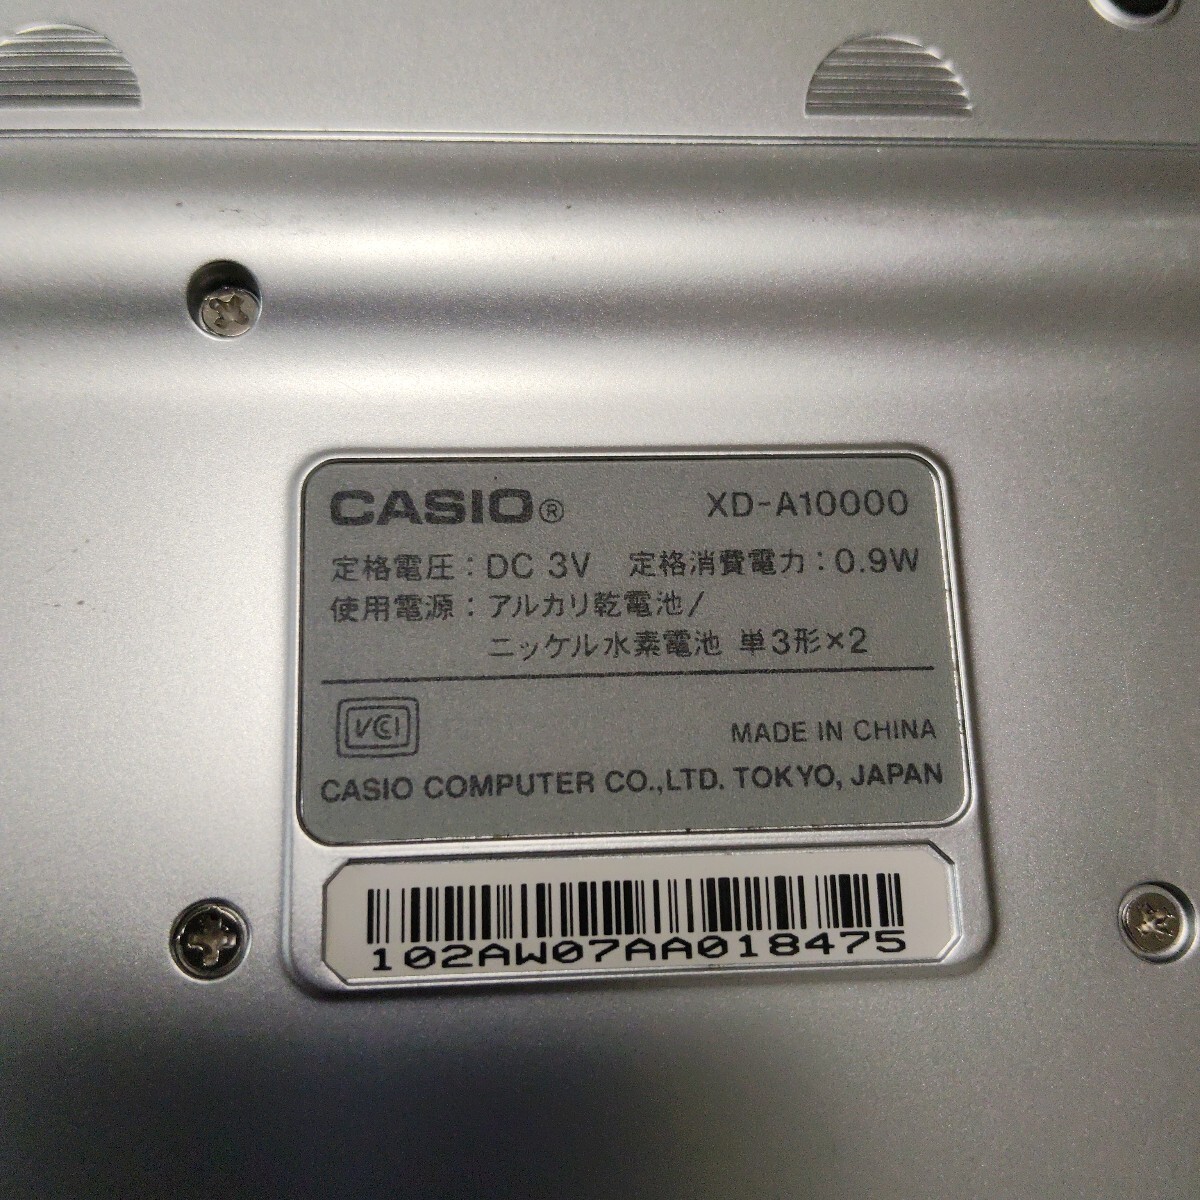 CASIO® XD-A10000
定格電圧：DC 3V 定格消費電力：0.9W
使用電源：アルカリ乾電池/
ニッケル水素電池 単3形×2
VCCI
MADE IN CHINA
CASIO COMPUTER CO.,LTD. TOKYO, JAPAN
102AW07AA018475